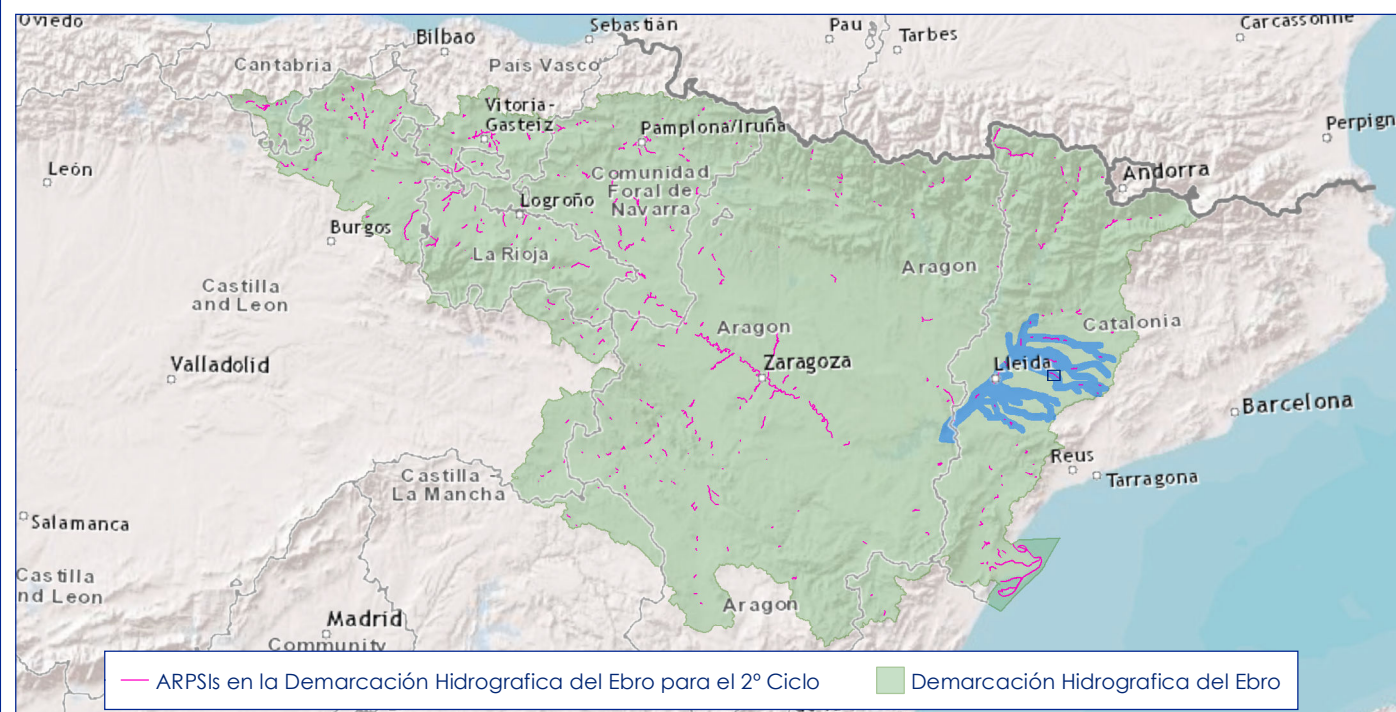 Oviedo
Sebastián
Pau
Carcassonne
Bilbao
Tarbes
Cantabria
País Vasco
Vitoria-
Gasteiz
Pamplona/Iruña
Perpign
León
Comunidad
Foral de
Navarra
Andorra
Logroño
Burgos
La Rioja
Aragon
Castilla
and Leon
Aragon
Catalonia
Valladolid
Zaragoza
Lleida
Barcelona
Reus
Tarragona
Castilla
La Mancha
Salamanca
Castilla
nd Leon
Aragon
Madrid
Community
ARPSIs en la Demarcación Hidrografica del Ebro para el 2º Ciclo
Demarcación Hidrografica del Ebro